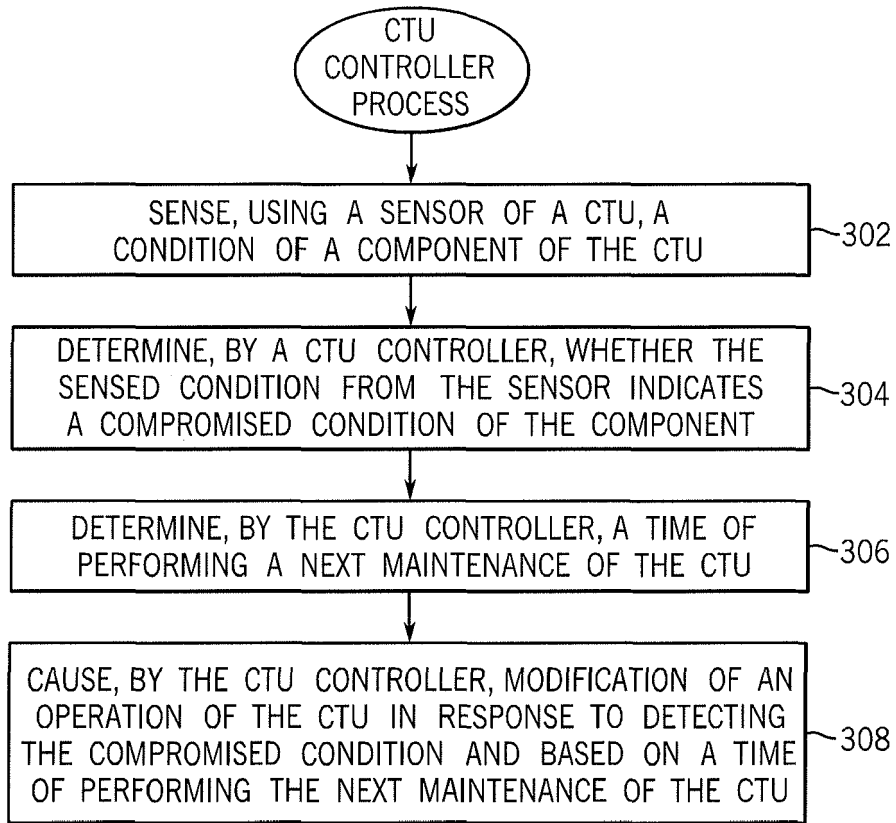 CTU
CONTROLLER
PROCESS
SENSE, USING A SENSOR OF A CTU, A
CONDITION OF A COMPONENT OF THE CTU
302
DETERMINE, BY A CTU CONTROLLER, WHETHER THE
SENSED CONDITION FROM THE SENSOR INDICATES
A COMPROMISED CONDITION OF THE COMPONENT
304
DETERMINE, BY THE CTU CONTROLLER, A TIME OF
PERFORMING A NEXT MAINTENANCE OF THE CTU
306
CAUSE, BY THE CTU CONTROLLER, MODIFICATION OF AN
OPERATION OF THE CTU IN RESPONSE TO DETECTING
THE COMPROMISED CONDITION AND BASED ON A TIME
OF PERFORMING THE NEXT MAINTENANCE OF THE CTU
308